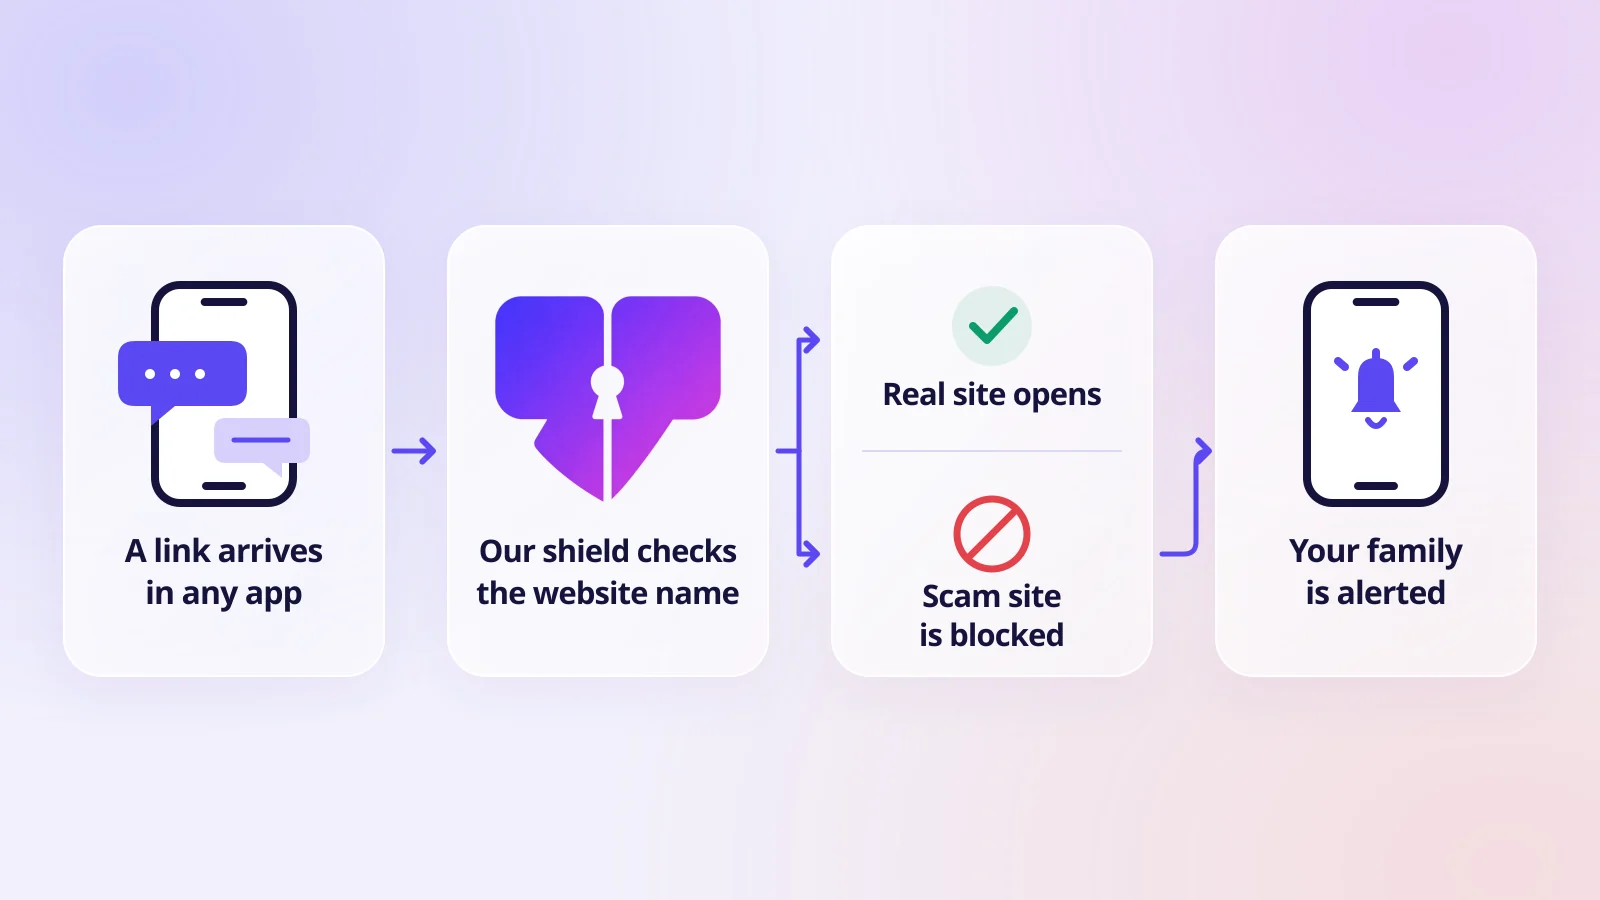 A link arrives
in any app
Our shield checks
the website name
Real site opens
Scam site
is blocked
Your family
is alerted